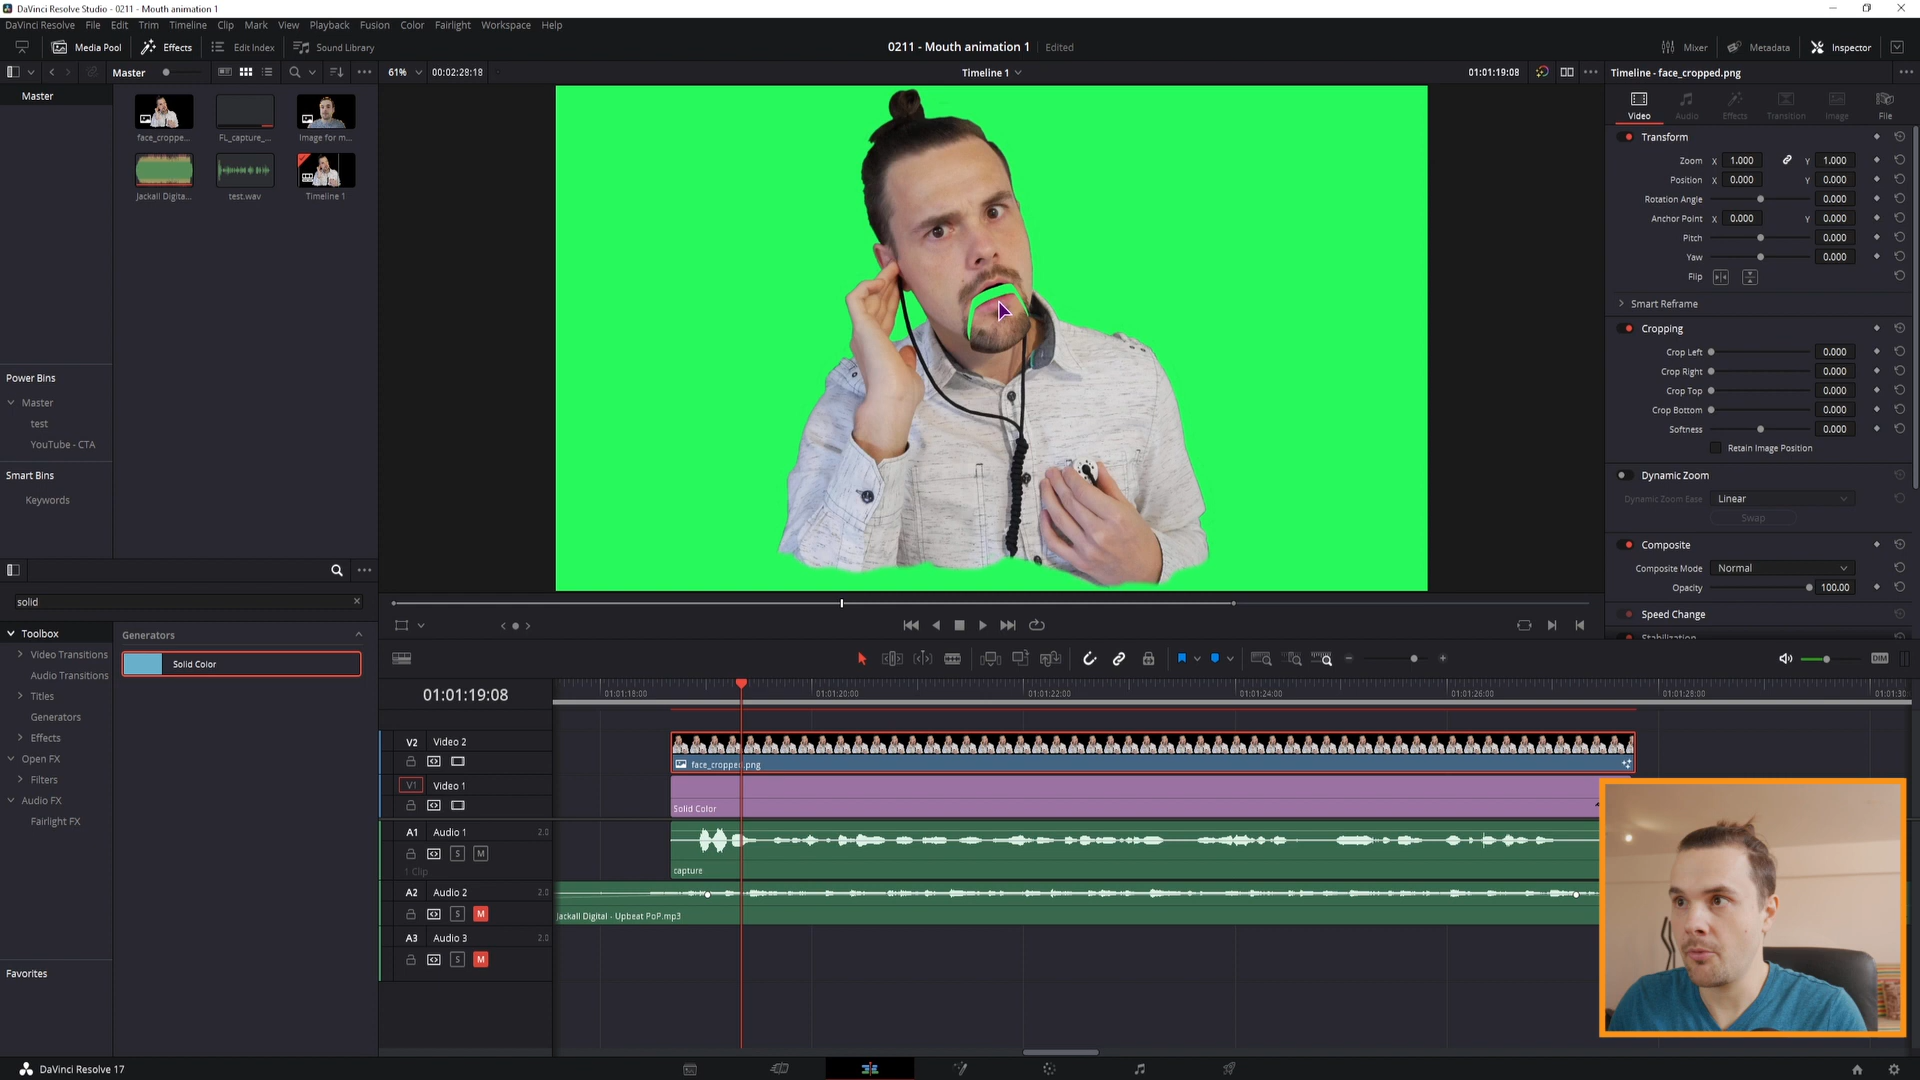 DaVinci Resolve Studio - 0211 - Mouth animation 1
DaVinci Resolve File Edit Trim Timeline Clip Mark View Playback Fusion Color Fairlight Workspace Help
Media Pool Effects Edit Index Sound Library
0211 - Mouth animation 1 Edited
Mixer Metadata Inspector
Master
61% 00:02:28:18
Timeline 1
01:01:19:08
Timeline - face_cropped.png
Master
face_croppe...
FL_capture_...
Image for m...
Jackall Digita...
test.wav
Timeline 1
Power Bins
Master
test
YouTube - CTA
Smart Bins
Keywords
solid
Toolbox
Video Transitions
Audio Transitions
Titles
Generators
Effects
Open FX
Filters
Audio FX
Fairlight FX
Favorites
Generators
Solid Color
Video Audio Effects Transition Image File
Transform
Zoom X 1.000 Y 1.000
Position X 0.000 Y 0.000
Rotation Angle 0.000
Anchor Point X 0.000 Y 0.000
Pitch 0.000
Yaw 0.000
Flip
Smart Reframe
Cropping
Crop Left 0.000
Crop Right 0.000
Crop Top 0.000
Crop Bottom 0.000
Softness 0.000
Retain Image Position
Dynamic Zoom
Dynamic Zoom Ease Linear
Swap
Composite
Composite Mode Normal
Opacity 100.00
Speed Change
Stabilization
DIM
01:01:19:08
01:01:18:00 01:01:20:00 01:01:22:00 01:01:24:00 01:01:26:00 01:01:28:00 01:01:30
V2 Video 2
face_cropped.png
V1 Video 1
Solid Color
A1 Audio 1 2.0
S M
1 Clip
capture
A2 Audio 2 2.0
S M
Jackall Digital - Upbeat PoP.mp3
A3 Audio 3 2.0
S M
DaVinci Resolve 17